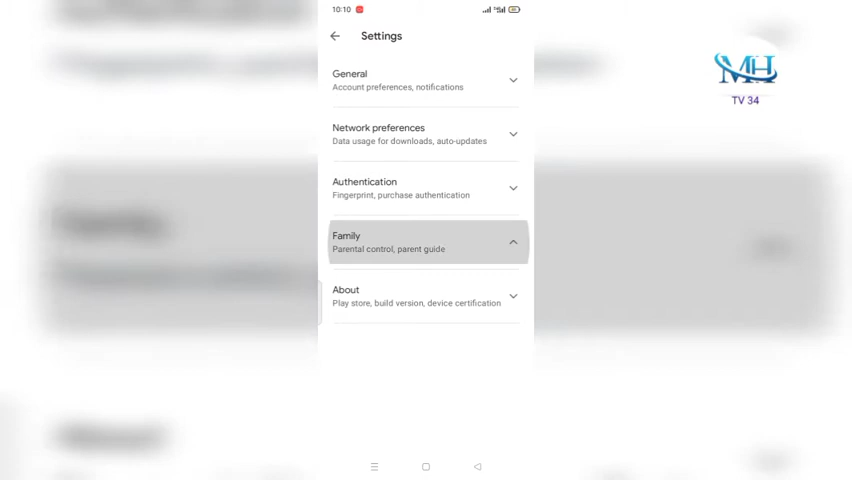 10:10
Settings
General
Account preferences, notifications
Network preferences
Data usage for downloads, auto-updates
Authentication
Fingerprint, purchase authentication
Family
Parental control, parent guide
About
Play store, build version, device certification
MH
TV 34